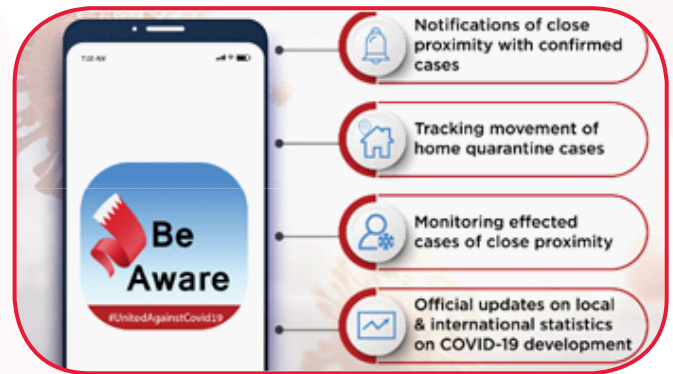 7:00 AM
Be
Aware
#UnitedAgainstCovid19
Notifications of close
proximity with confirmed
cases
Tracking movement of
home quarantine cases
Monitoring effected
cases of close proximity
Official updates on local
& international statistics
on COVID-19 development